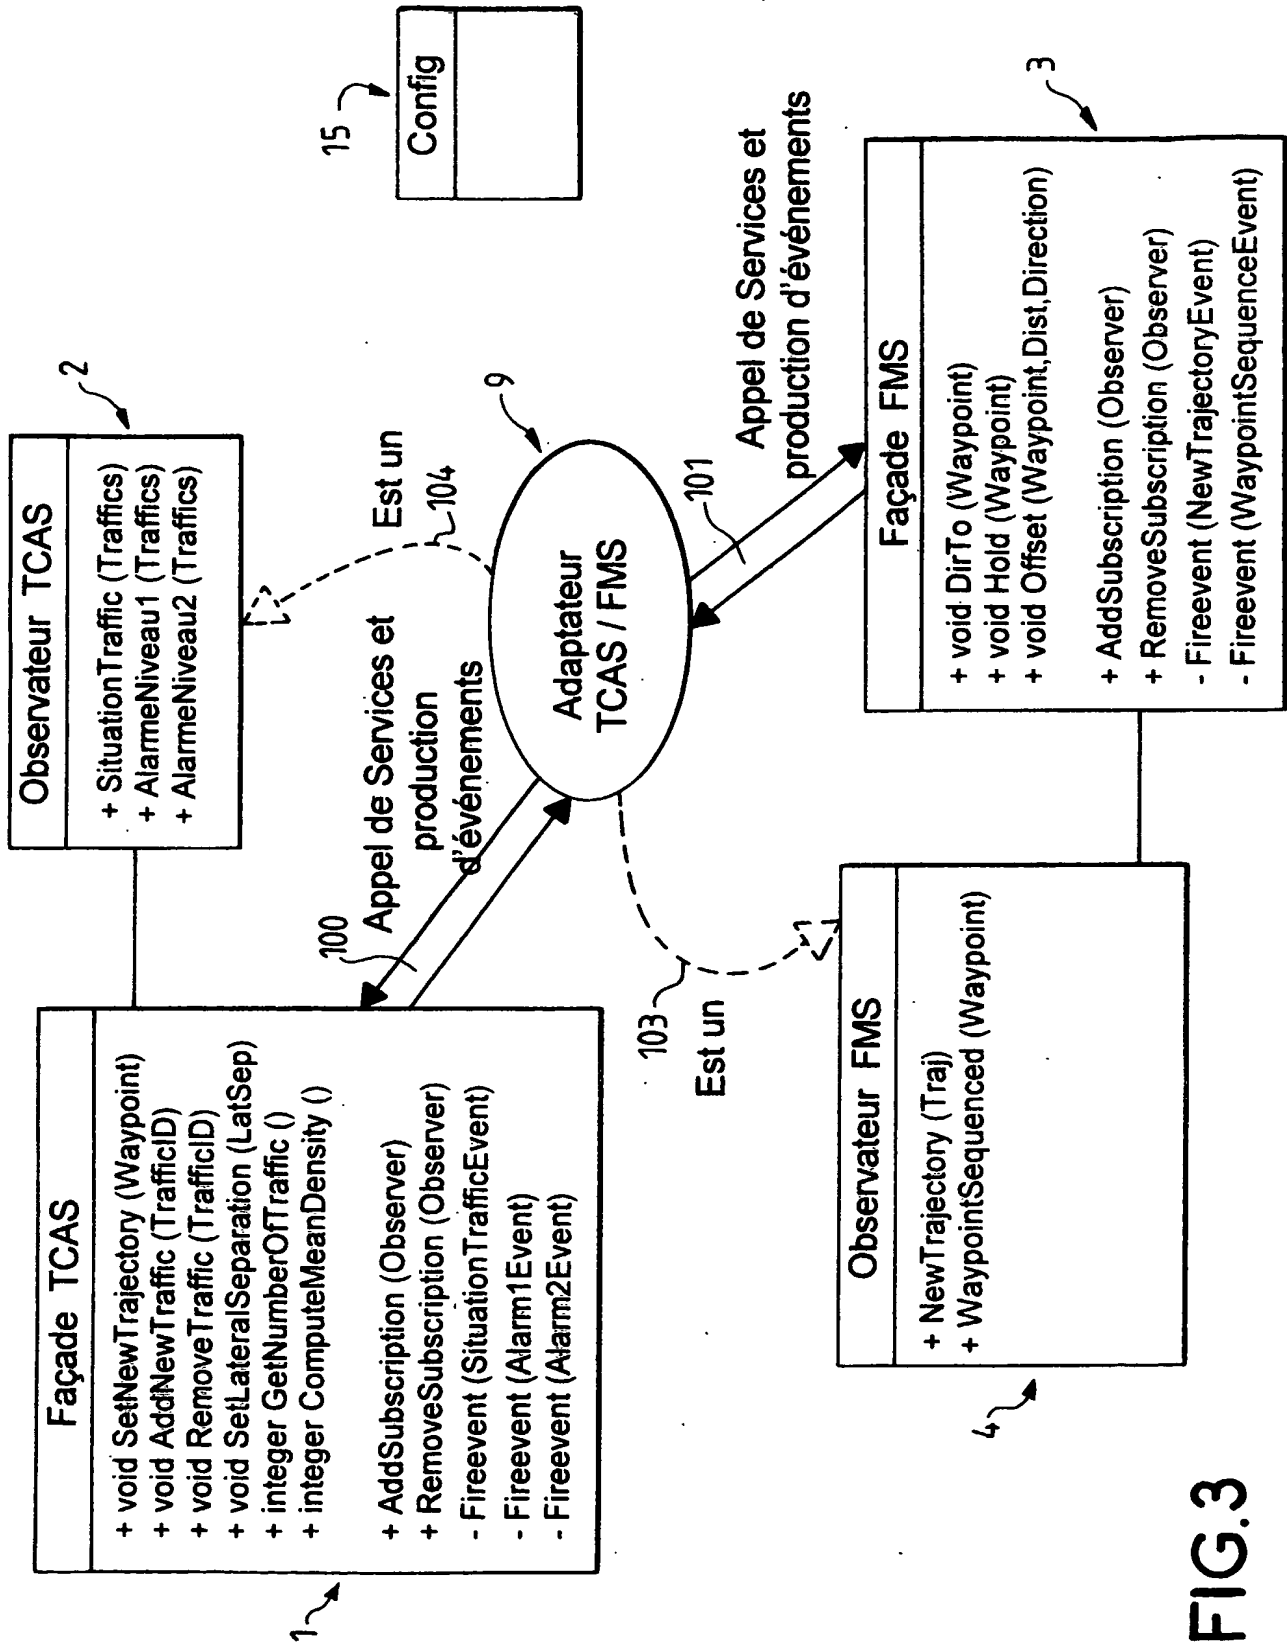 Façade TCAS
+ void SetNewTrajectory (Waypoint)
+ void AddNewTraffic (TrafficID)
+ void RemoveTraffic (TrafficID)
+ void SetLateralSeparation (LatSep)
+ integer GetNumberOfTraffic ()
+ integer ComputeMeanDensity ()
+ AddSubscription (Observer)
+ RemoveSubscription (Observer)
- Fireevent (SituationTrafficEvent)
- Fireevent (Alarm1Event)
- Fireevent (Alarm2Event)
1
Observateur TCAS
+ SituationTraffic (Traffics)
+ AlarmeNiveau1 (Traffics)
+ AlarmeNiveau2 (Traffics)
2
15
Config
100
Appel de Services et
production
d'événements
Est un
104
9
Adaptateur
TCAS / FMS
103
Est un
101
Appel de Services et
production d'événements
Observateur FMS
+ NewTrajectory (Traj)
+ WaypointSequenced (Waypoint)
4
Façade FMS
+ void DirTo (Waypoint)
+ void Hold (Waypoint)
+ void Offset (Waypoint,Dist,Direction)
+ AddSubscription (Observer)
+ RemoveSubscription (Observer)
- Fireevent (NewTrajectoryEvent)
- Fireevent (WaypointSequenceEvent)
3
FIG.3